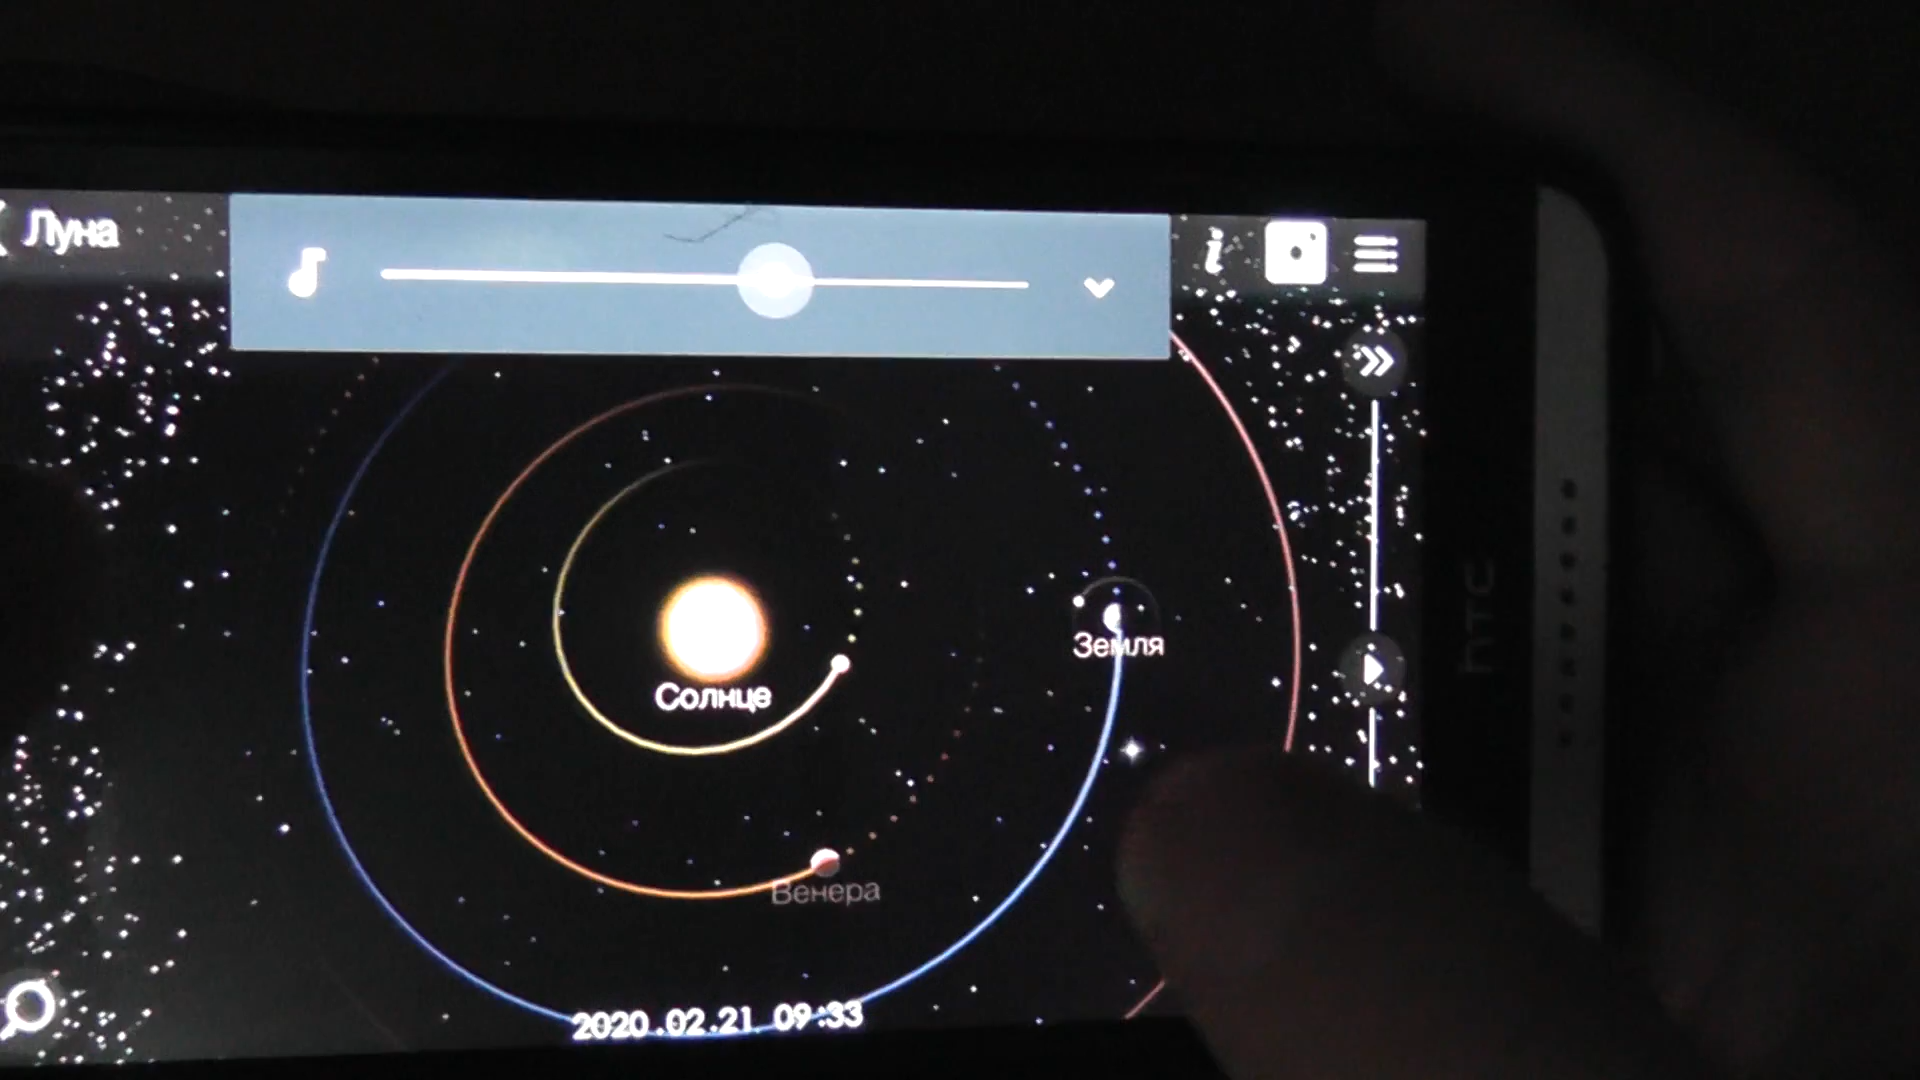 Луна
i
Земля
Солнце
Венера
2020.02.21 09:33
hTC